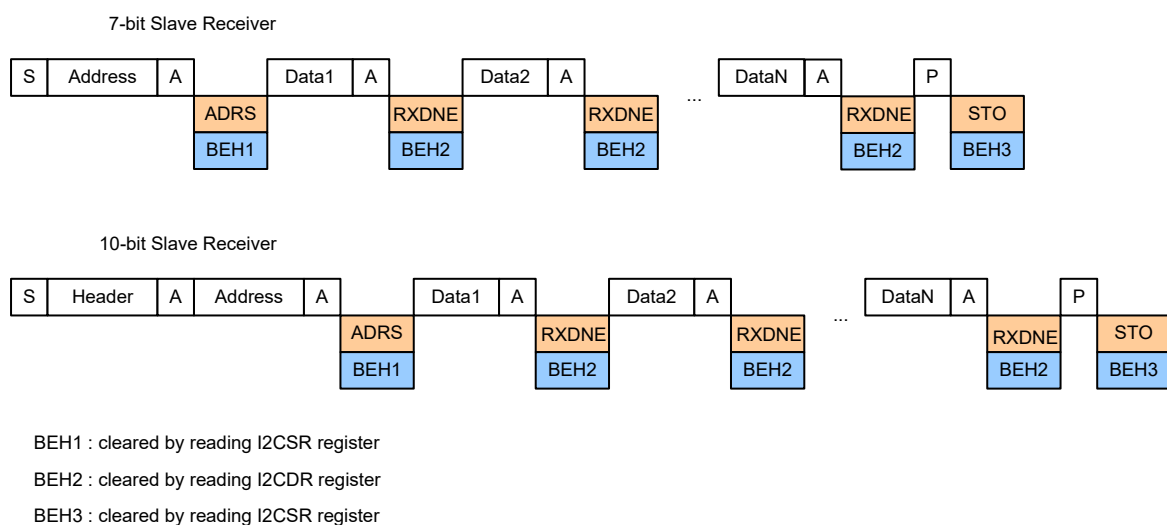 7-bit Slave Receiver
S Address A Data1 A Data2 A DataN A P
...
ADRS RXDNE RXDNE RXDNE STO
BEH1 BEH2 BEH2 BEH2 BEH3
10-bit Slave Receiver
S Header A Address A Data1 A Data2 A DataN A P
...
ADRS RXDNE RXDNE RXDNE STO
BEH1 BEH2 BEH2 BEH2 BEH3
BEH1 : cleared by reading I2CSR register
BEH2 : cleared by reading I2CDR register
BEH3 : cleared by reading I2CSR register